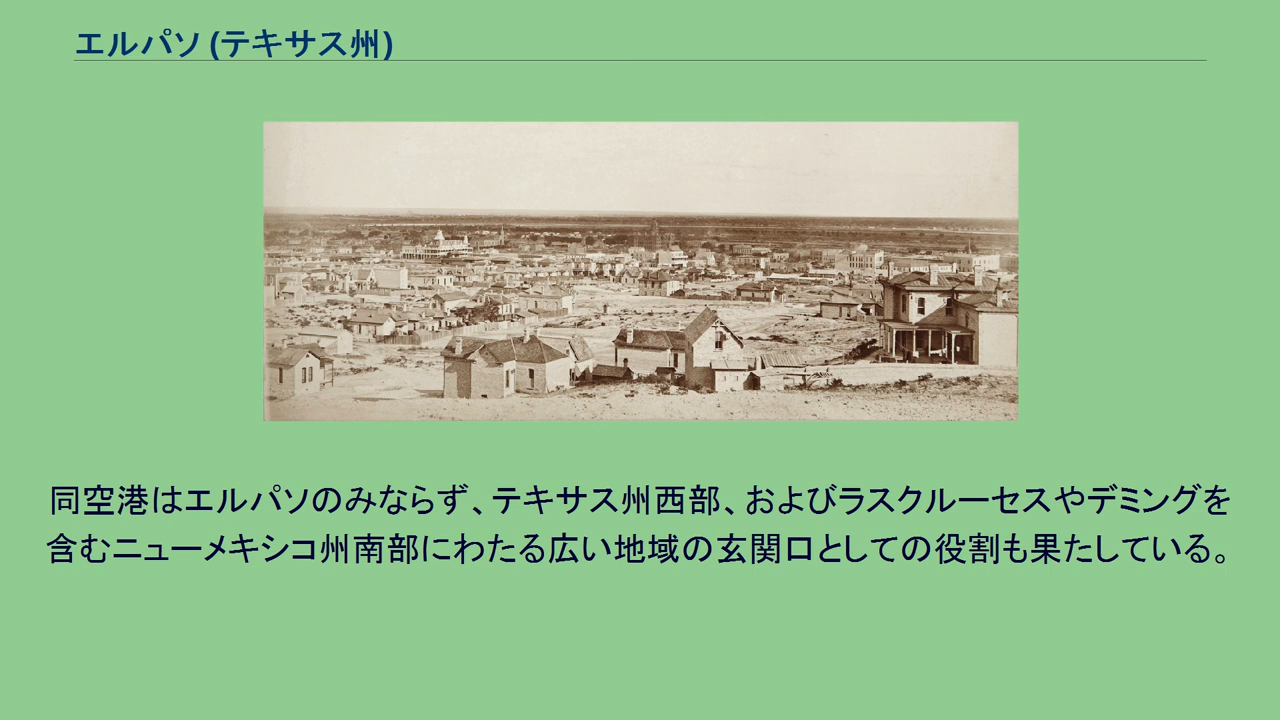 エルパソ (テキサス州)
同空港はエルパソのみならず、テキサス州西部、およびラスクルーセスやデミングを
含むニューメキシコ州南部にわたる広い地域の玄関口としての役割も果たしている。